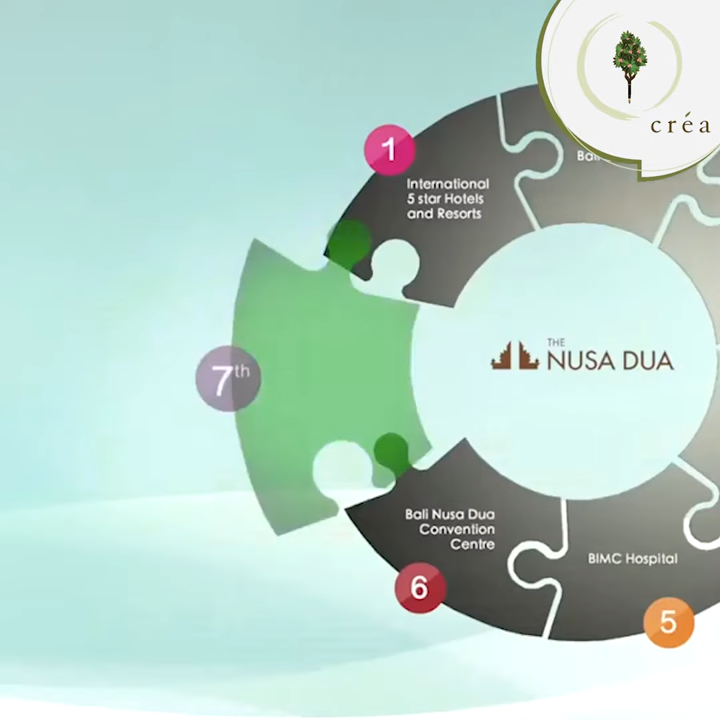 créa
1
International
5 star Hotels
and Resorts
7th
THE
NUSA DUA
Bali Nusa Dua
Convention
Centre
6
BIMC Hospital
5